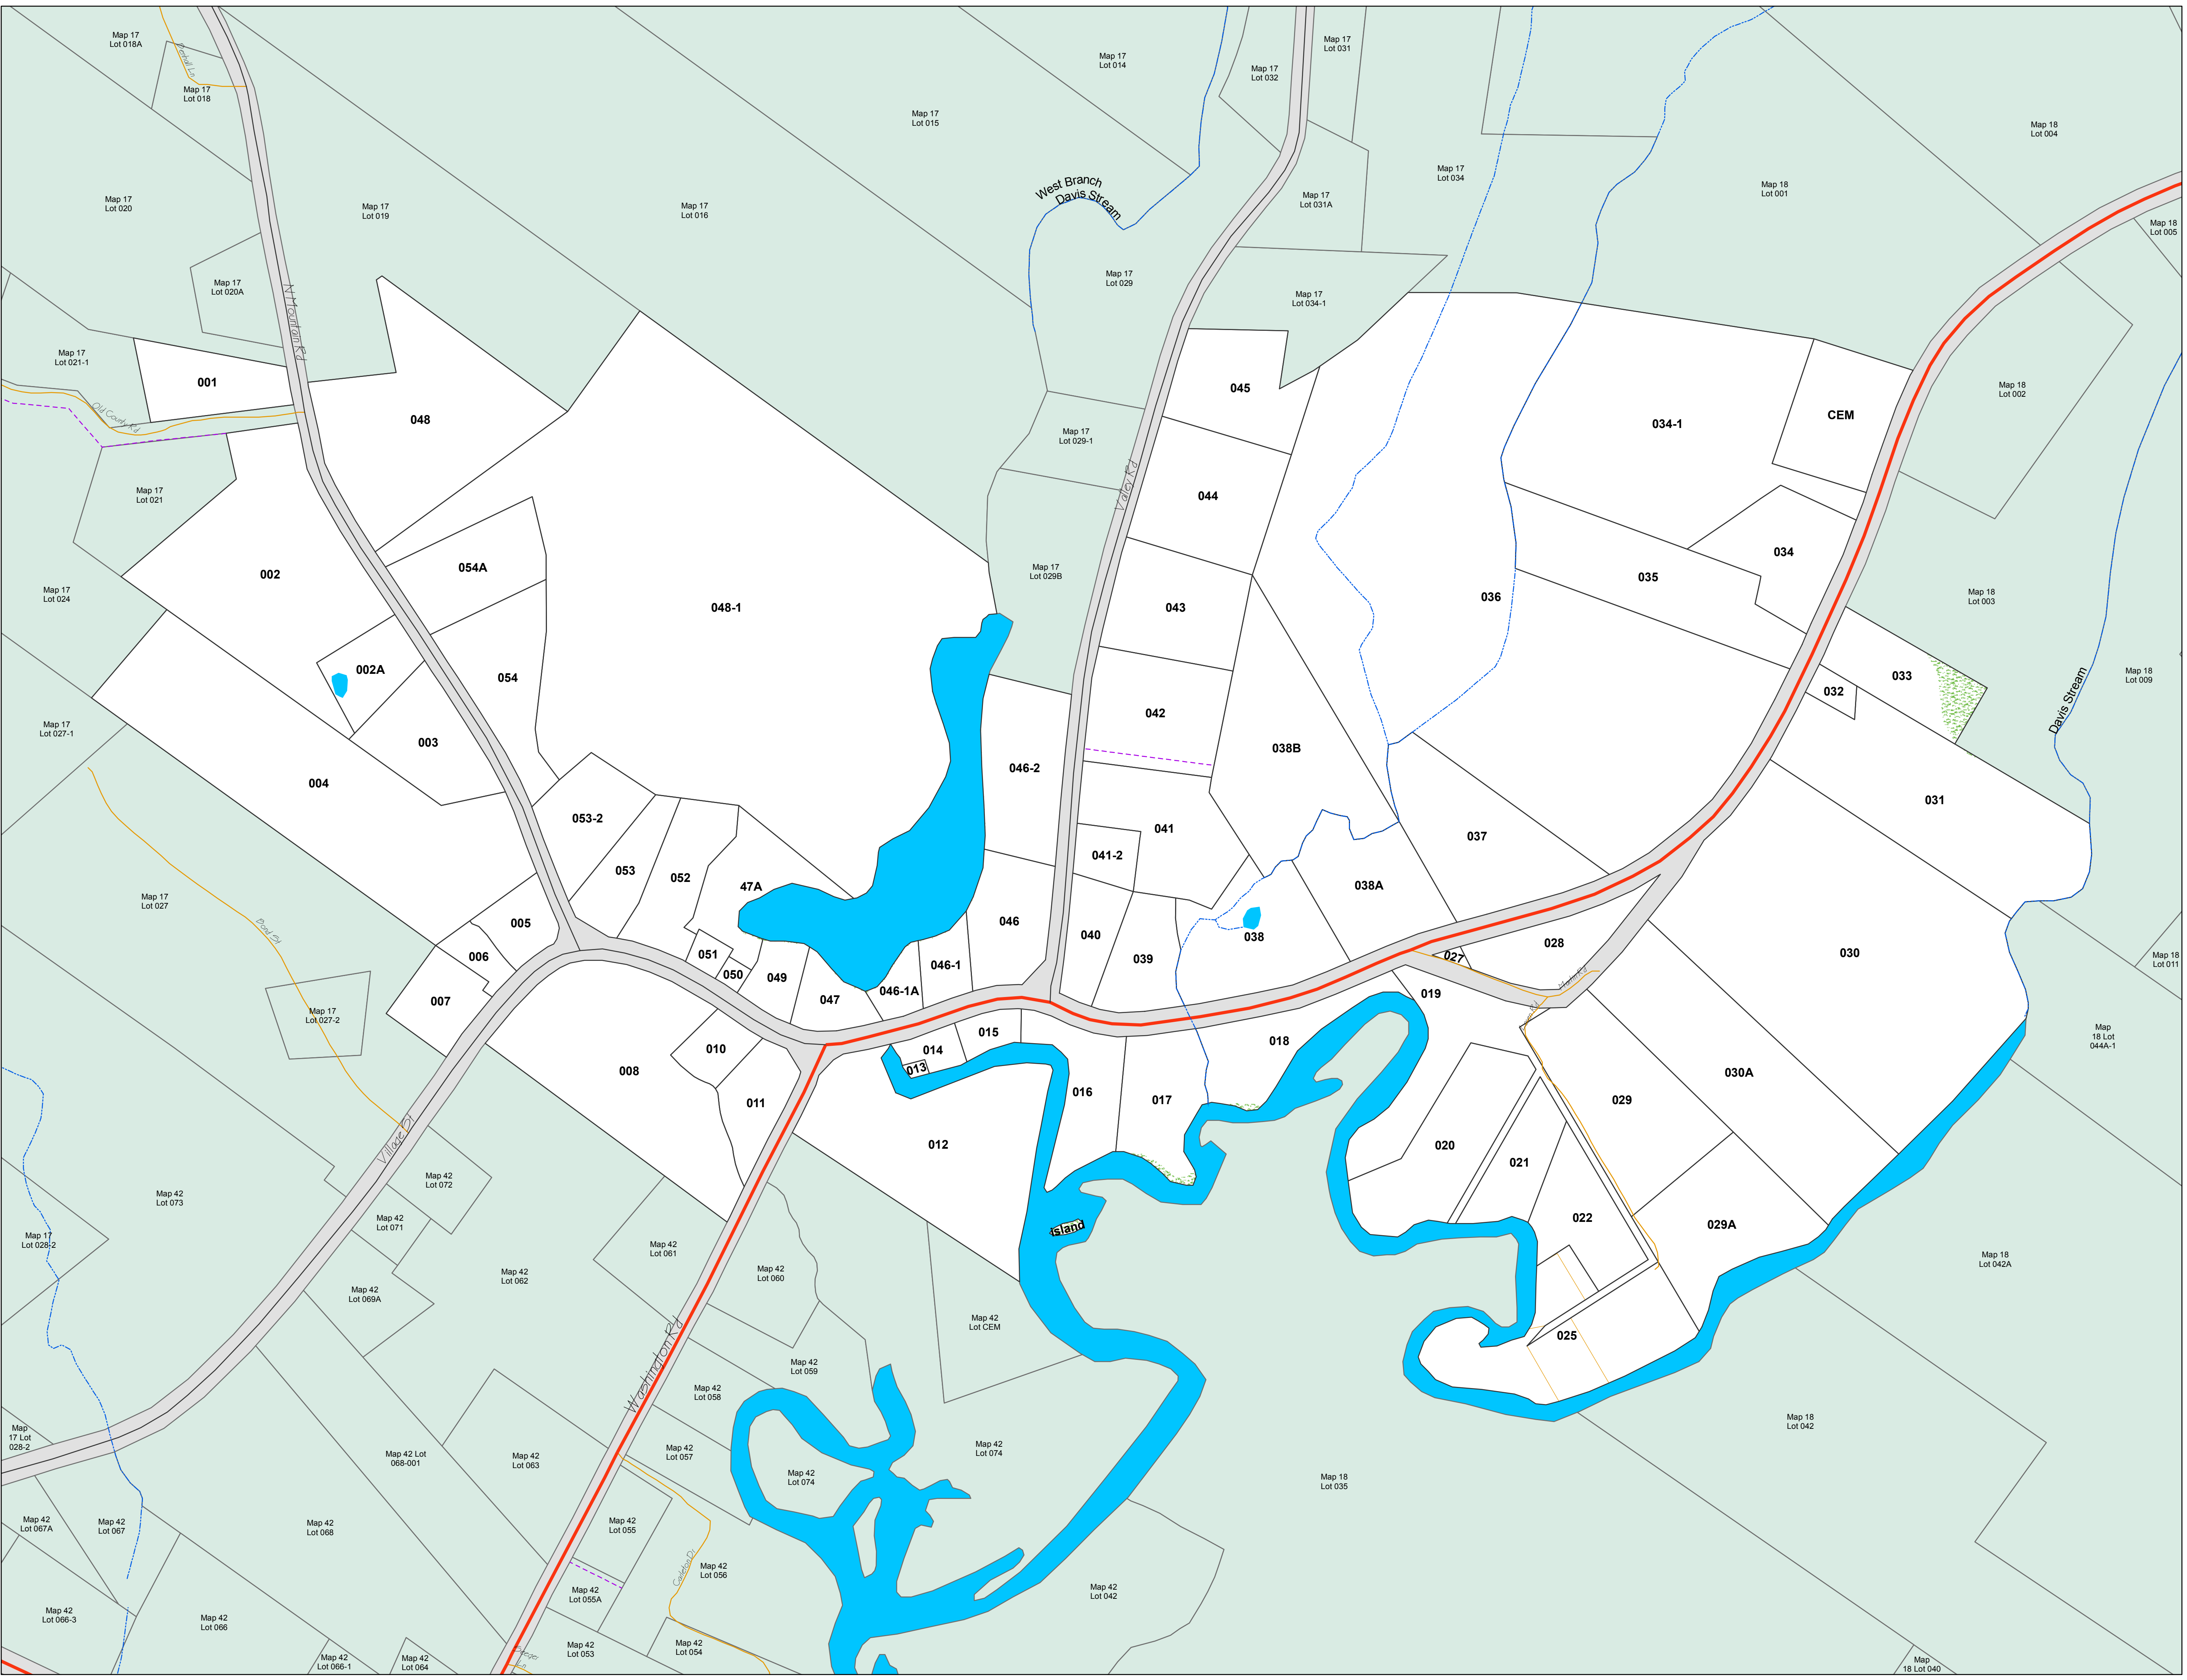 Map 17
Lot 018A
Map 17
Lot 018
Map 17
Lot 014
Map 17
Lot 031
Map 17
Lot 032
Map 17
Lot 015
Map 18
Lot 004
Map 17
Lot 034
Map 18
Lot 001
Map 17
Lot 020
Map 17
Lot 019
Map 17
Lot 016
West Branch
Davis Stream
Map 17
Lot 031A
Map 18
Lot 005
Map 17
Lot 020A
N Mountain Rd
Map 17
Lot 029
Map 17
Lot 034-1
Map 17
Lot 021-1
001
Old County Rd
048
045
Map 17
Lot 029-1
034-1
CEM
Map 18
Lot 002
Map 17
Lot 021
Valley Rd
044
034
002
054A
Map 17
Lot 029B
035
Map 17
Lot 024
048-1
043
036
Map 18
Lot 003
002A
054
033
032
Map 18
Lot 009
Davis Stream
Map 17
Lot 027-1
003
042
038B
004
046-2
031
053-2
041
037
041-2
053
052
47A
038A
Map 17
Lot 027
Bond St
005
046
040
038
028
030
006
051
050
049
046-1
039
027
Map 18
Lot 011
007
047
046-1A
019
Martin Rd
Map 17
Lot 027-2
010
014
015
013
018
Map
18 Lot
044A-1
008
011
016
017
030A
029
Village St
012
020
021
Map 42
Lot 072
Map 42
Lot 073
Map 42
Lot 071
Island
022
029A
Map 17
Lot 028-2
Map 42
Lot 061
Map 42
Lot 060
Map 42
Lot 062
Map 18
Lot 042A
Map 42
Lot 069A
Map 42
Lot CEM
025
Washington Rd
Map 42
Lot 059
Map 42
Lot 058
Map 18
Lot 042
Map
17 Lot
028-2
Map 42 Lot
068-001
Map 42
Lot 063
Map 42
Lot 057
Map 42
Lot 074
Map 42
Lot 074
Map 18
Lot 035
Map 42
Lot 067A
Map 42
Lot 067
Map 42
Lot 068
Map 42
Lot 055
Map 42
Lot 056
Map 42
Lot 055A
Map 42
Lot 042
Map 42
Lot 066-3
Map 42
Lot 066
Map 42
Lot 066-1
Map 42
Lot 064
Map 42
Lot 053
Map 42
Lot 054
Map
18 Lot 040